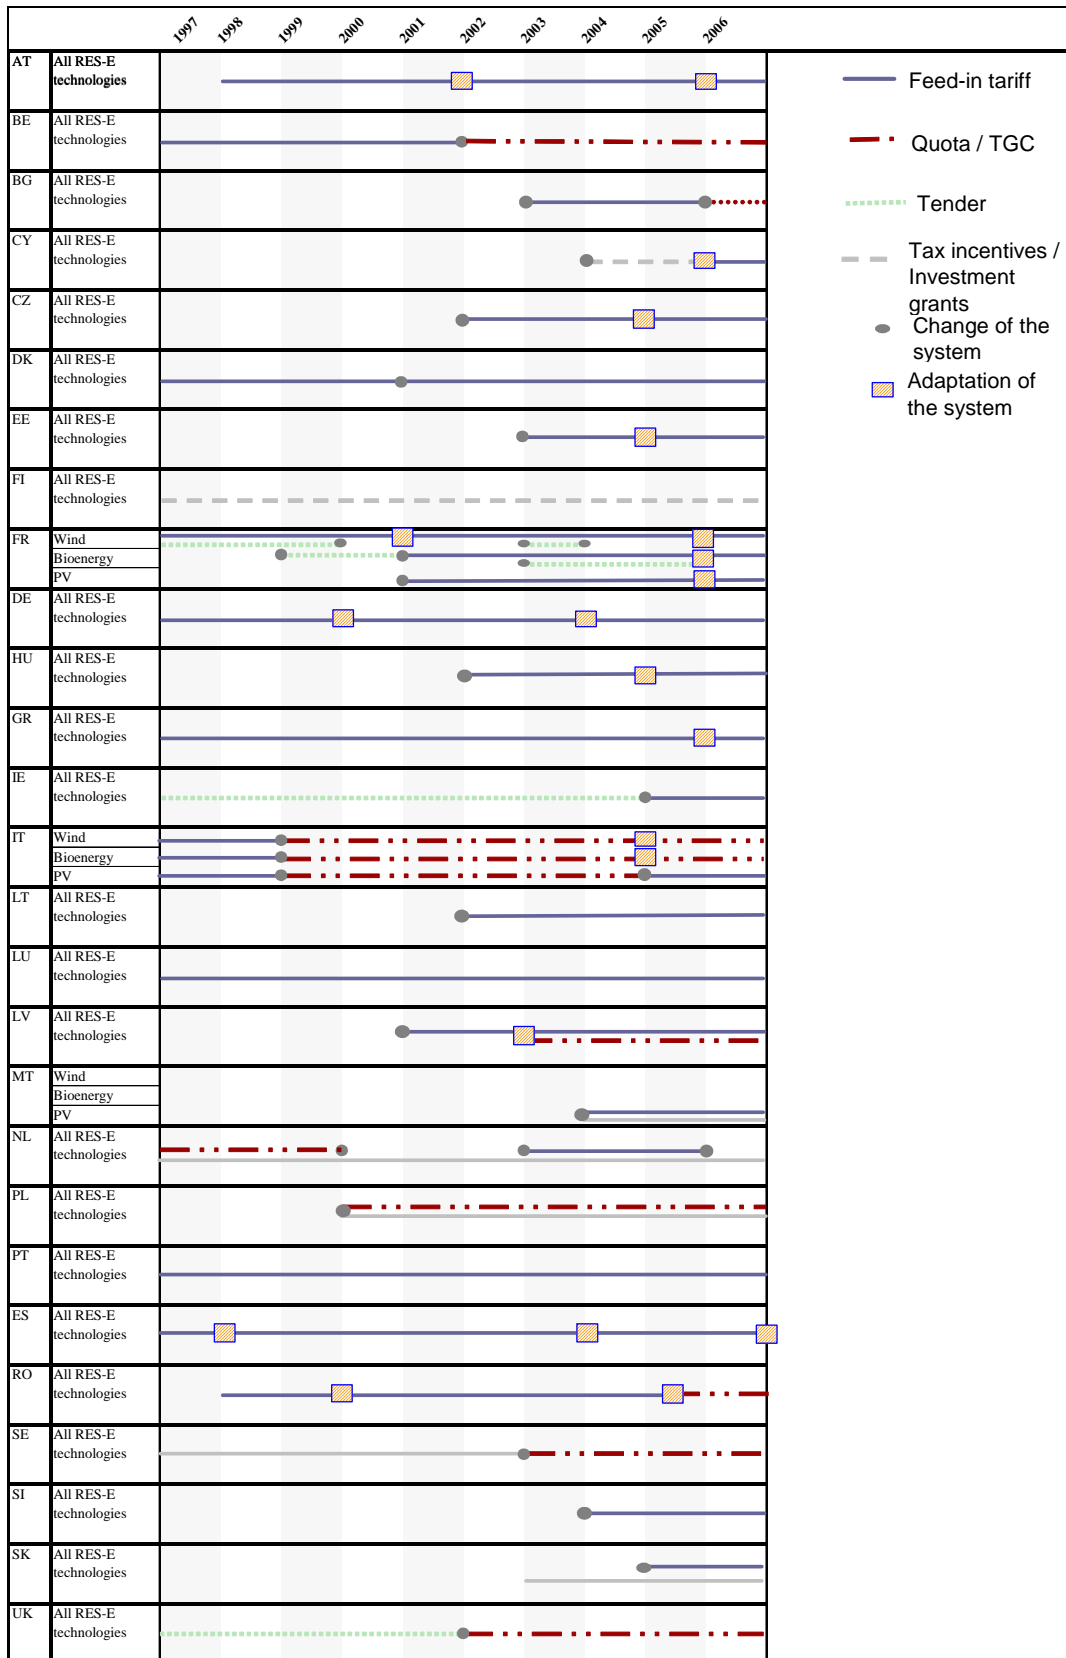 1997 1998 1999 2000 2001 2002 2003 2004 2005 2006
AT All RES-E
technologies
BE All RES-E
technologies
BG All RES-E
technologies
CY All RES-E
technologies
CZ All RES-E
technologies
DK All RES-E
technologies
EE All RES-E
technologies
FI All RES-E
technologies
FR Wind
Bioenergy
PV
DE All RES-E
technologies
HU All RES-E
technologies
GR All RES-E
technologies
IE All RES-E
technologies
IT Wind
Bioenergy
PV
LT All RES-E
technologies
LU All RES-E
technologies
LV All RES-E
technologies
MT Wind
Bioenergy
PV
NL All RES-E
technologies
PL All RES-E
technologies
PT All RES-E
technologies
ES All RES-E
technologies
RO All RES-E
technologies
SE All RES-E
technologies
SI All RES-E
technologies
SK All RES-E
technologies
UK All RES-E
technologies
Feed-in tariff
Quota / TGC
Tender
Tax incentives /
Investment
grants
Change of the
system
Adaptation of
the system